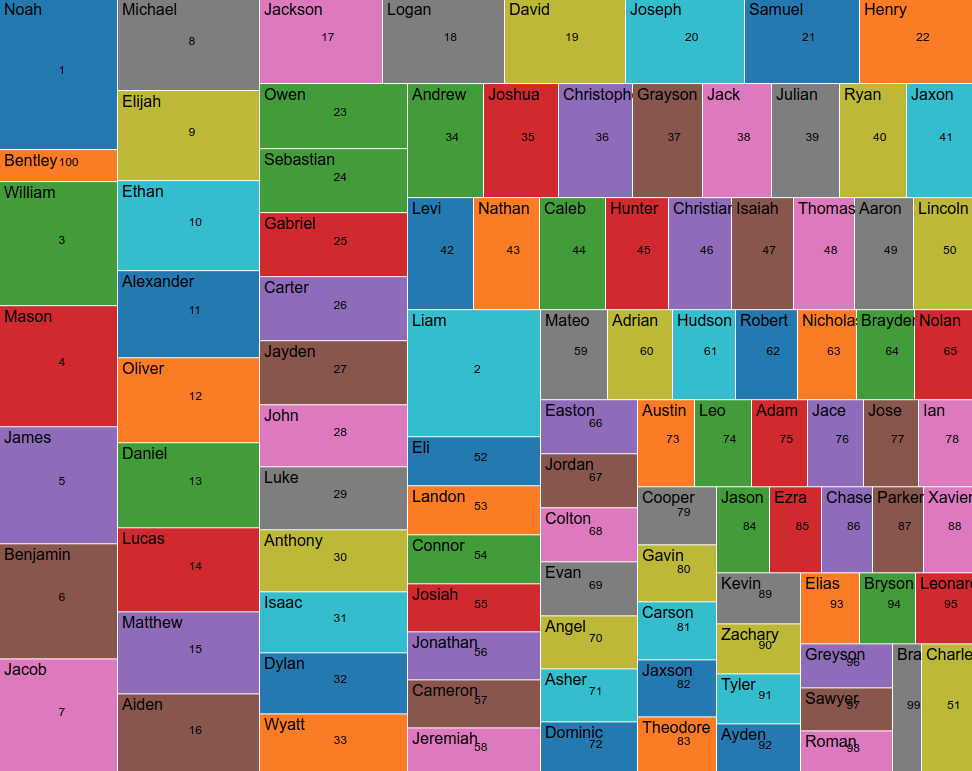 Noah
1
Bentley 100
William
3
Mason
4
James
5
Benjamin
6
Jacob
7
Michael
8
Elijah
9
Ethan
10
Alexander
11
Oliver
12
Daniel
13
Lucas
14
Matthew
15
Aiden
16
Jackson
17
Logan
18
David
19
Joseph
20
Samuel
21
Henry
22
Owen
23
Sebastian
24
Gabriel
25
Carter
26
Jayden
27
John
28
Luke
29
Anthony
30
Isaac
31
Dylan
32
Wyatt
33
Andrew
34
Joshua
35
Christoph
36
Grayson
37
Jack
38
Julian
39
Ryan
40
Jaxon
41
Levi
42
Nathan
43
Caleb
44
Hunter
45
Christian
46
Isaiah
47
Thomas
48
Aaron
49
Lincoln
50
Liam
2
Eli
52
Landon
53
Connor
54
Josiah
55
Jonathan
56
Cameron
57
Jeremiah
58
Mateo
59
Adrian
60
Hudson
61
Robert
62
Nichola
63
Brayde
64
Nolan
65
Easton
66
Jordan
67
Colton
68
Evan
69
Angel
70
Asher
71
Dominic
72
Austin
73
Leo
74
Adam
75
Jace
76
Jose
77
Ian
78
Cooper
79
Gavin
80
Carson
81
Jaxson
82
Theodore
83
Jason
84
Ezra
85
Chase
86
Parker
87
Xavier
88
Kevin
89
Zachary
90
Tyler
91
Ayden
92
Elias
93
Bryson
94
Leonar
95
Greyson
96
Sawyer
97
Roman
98
Bra
99
Charle
51